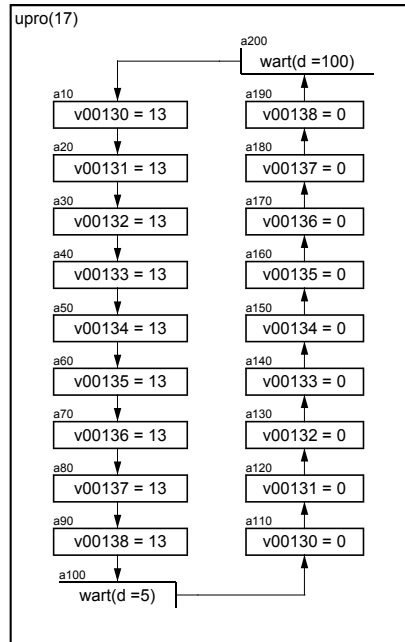 upro(17)
a200
wart(d =100)
a10
v00130 = 13
a20
v00131 = 13
a30
v00132 = 13
a40
v00133 = 13
a50
v00134 = 13
a60
v00135 = 13
a70
v00136 = 13
a80
v00137 = 13
a90
v00138 = 13
a100
wart(d =5)
a190
v00138 = 0
a180
v00137 = 0
a170
v00136 = 0
a160
v00135 = 0
a150
v00134 = 0
a140
v00133 = 0
a130
v00132 = 0
a120
v00131 = 0
a110
v00130 = 0